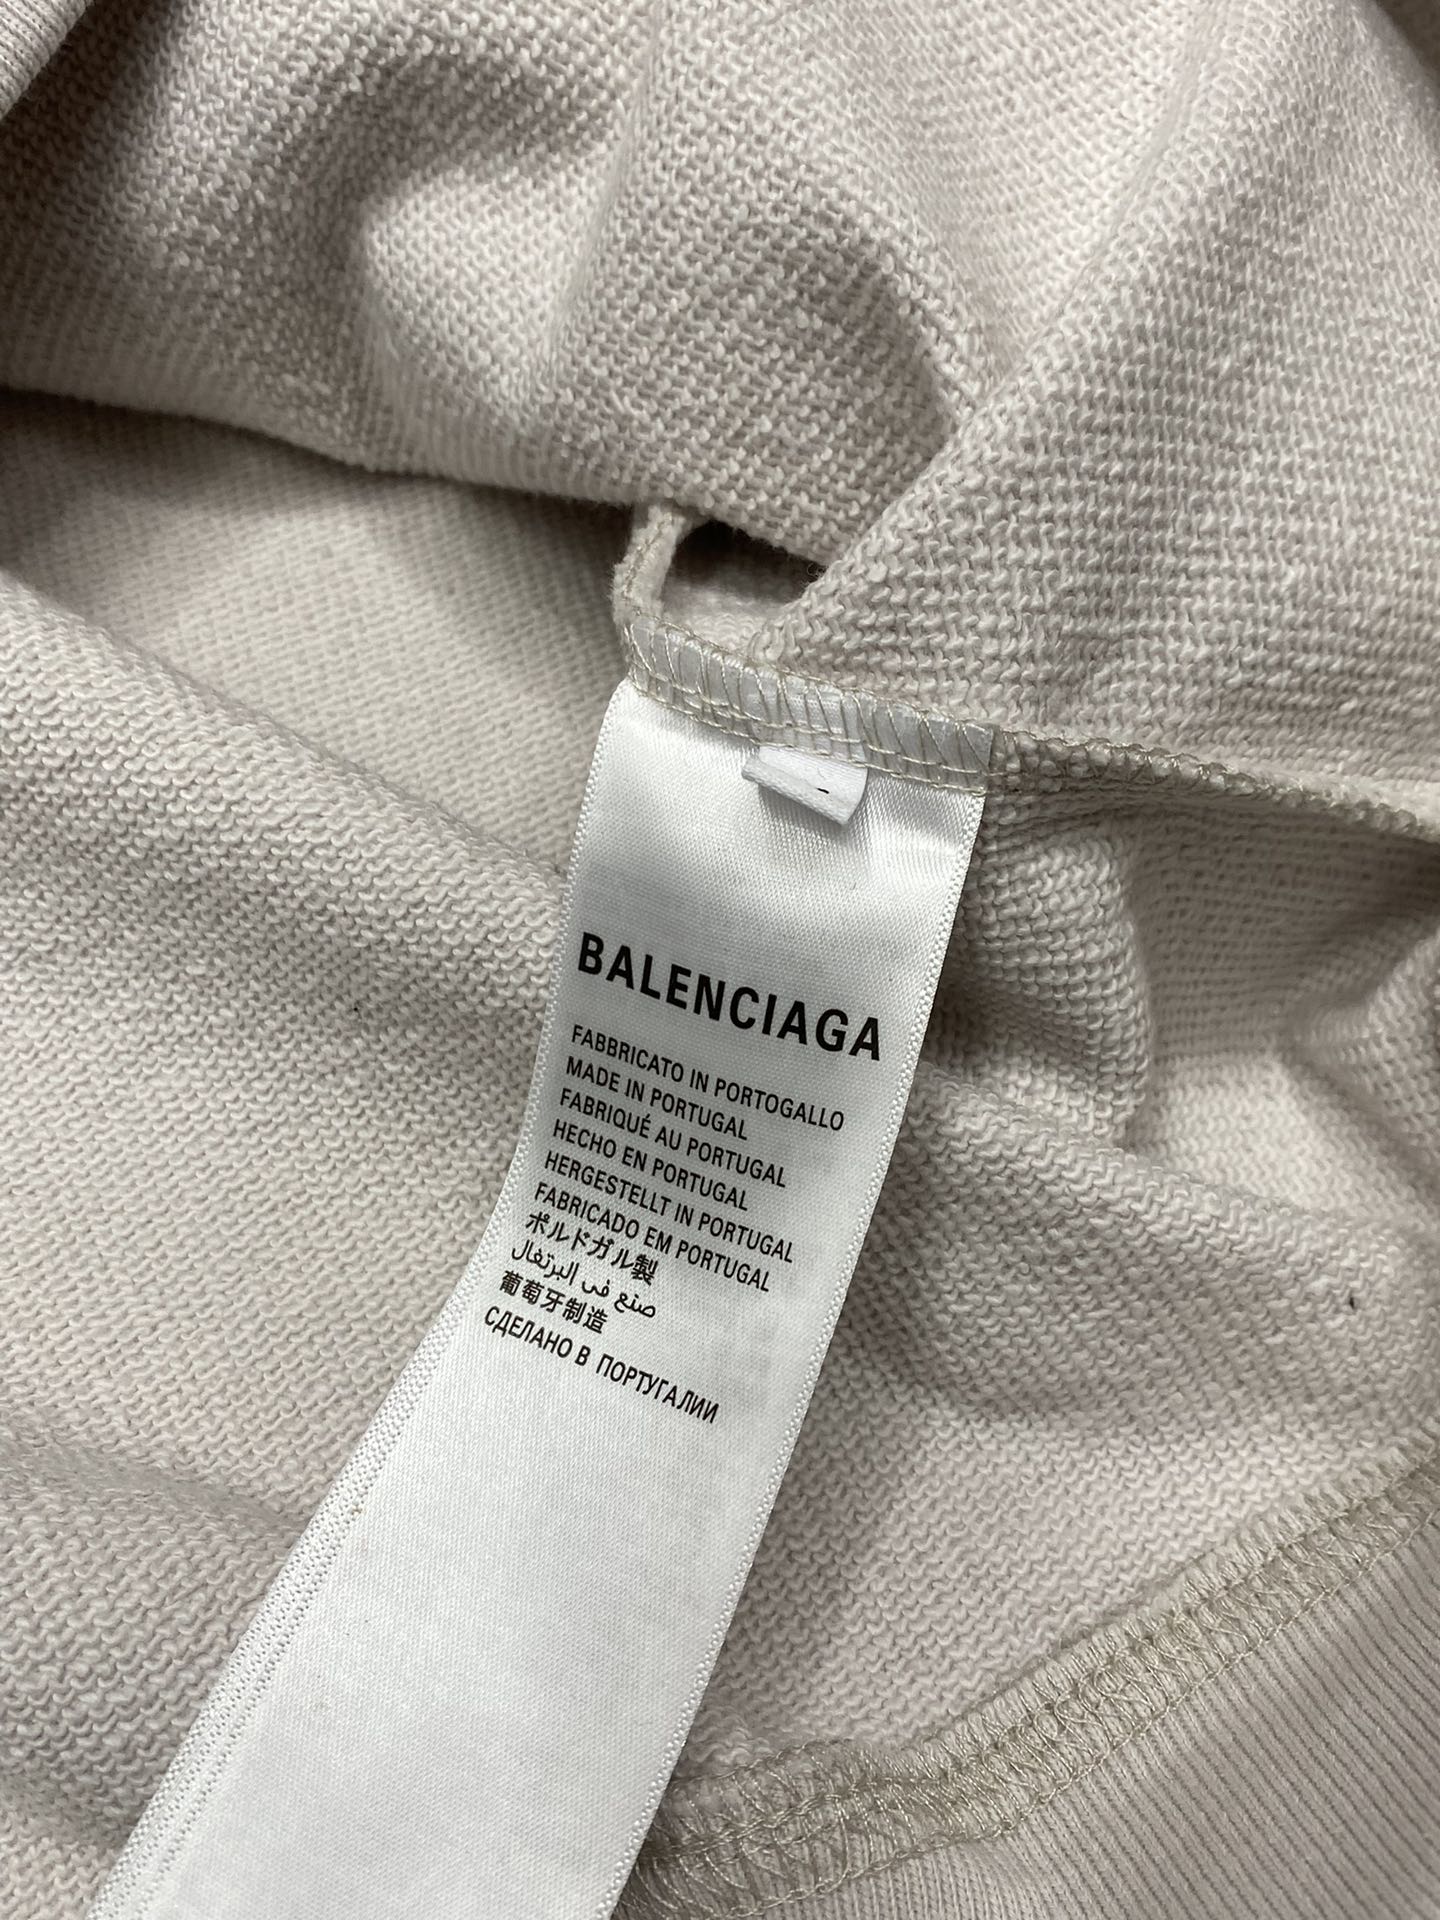 BALENCIAGA
FABBRICATO IN PORTOGALLO
MADE IN PORTUGAL
FABRIQUÉ AU PORTUGAL
HECHO EN PORTUGAL
HERGESTELLT IN PORTUGAL
FABRICADO EM PORTUGAL
ポルトガル製
صنع في البرتغال
葡萄牙制造
СДЕЛАНО В ПОРТУГАЛИИ